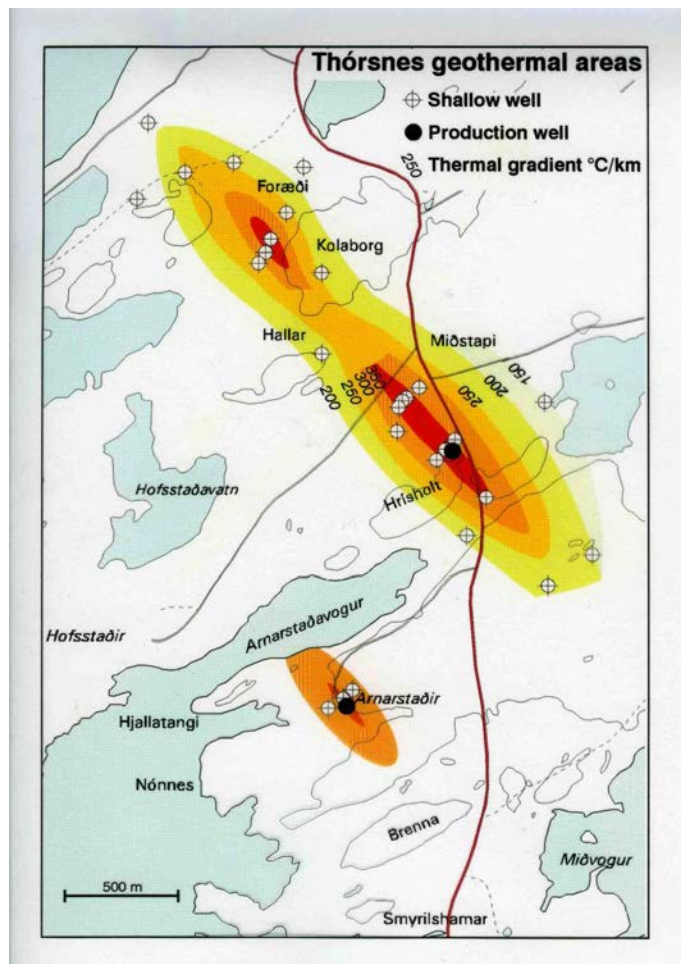 Thórsnes geothermal areas
Shallow well
Production well
250 Thermal gradient °C/km
Foræði
Kolaborg
Hallar
Miðstapi
350
300
250
200
150
200
250
Hofsstaðavatn
Hrísholt
Arnarstaðavogur
Hofsstaðir
Arnarstaðir
Hjallatangi
Nónnes
Brenna
Miðvogur
500 m
Smyrilshamar